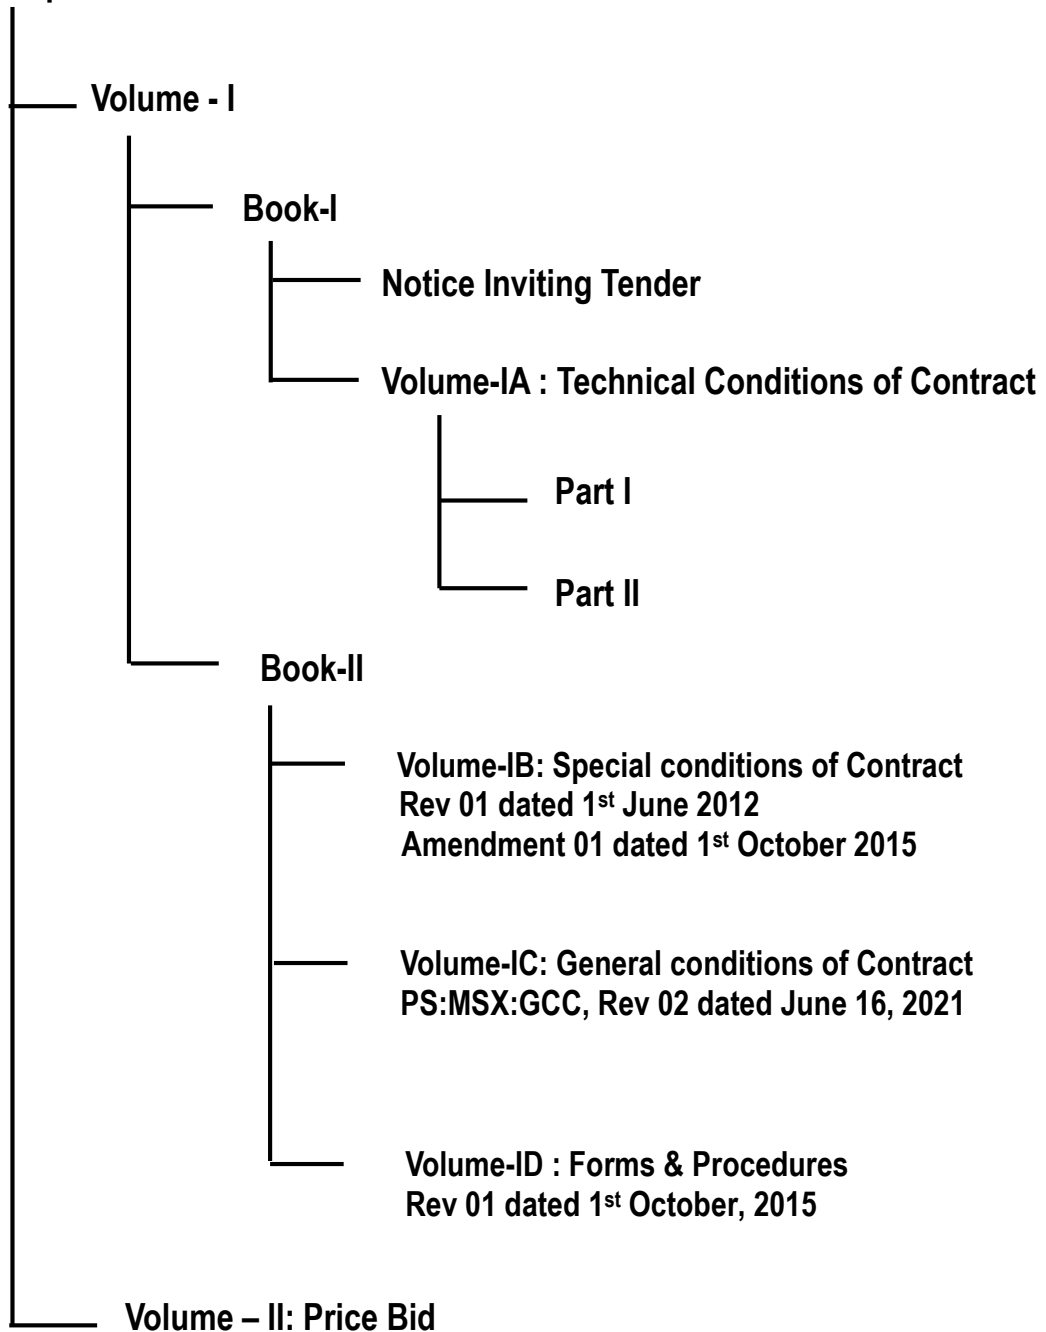 Volume - I
Book-I
Notice Inviting Tender
Volume-IA : Technical Conditions of Contract
Part I
Part II
Book-II
Volume-IB: Special conditions of Contract
Rev 01 dated 1st June 2012
Amendment 01 dated 1st October 2015
Volume-IC: General conditions of Contract
PS:MSX:GCC, Rev 02 dated June 16, 2021
Volume-ID : Forms & Procedures
Rev 01 dated 1st October, 2015
Volume – II: Price Bid